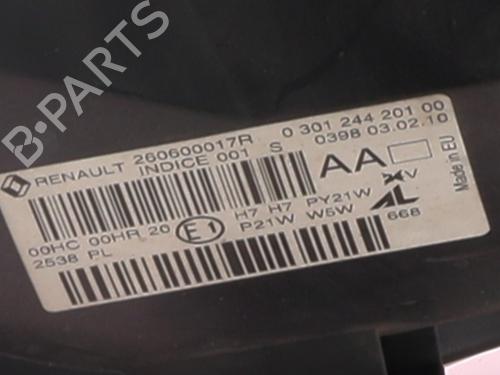 B-PARTS
RENAULT 260600017R 0 301 244 201 00
INDICE 001 S 0398 03.02.10
AA
Made in EU
00HC 00HR 20 E1 H7 H7 PY21W
2538 PL P21W W5W AL 668